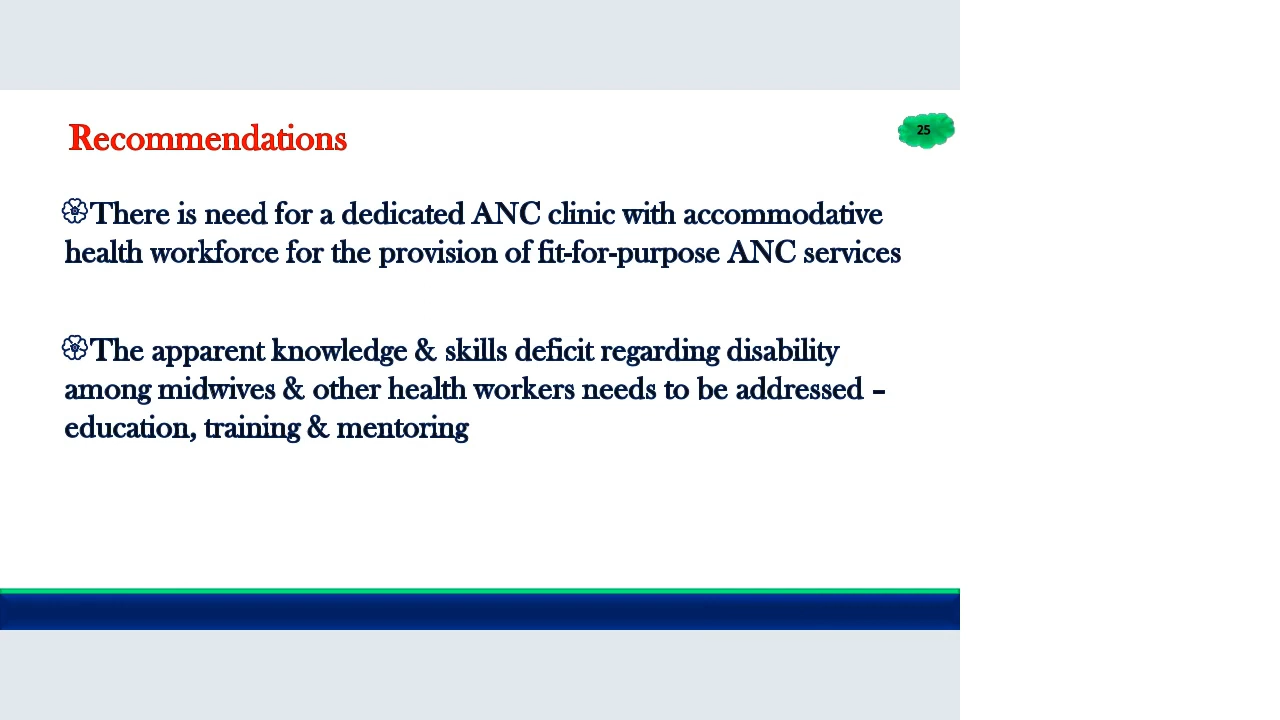 Recommendations
25
There is need for a dedicated ANC clinic with accommodative
health workforce for the provision of fit-for-purpose ANC services
The apparent knowledge & skills deficit regarding disability
among midwives & other health workers needs to be addressed –
education, training & mentoring